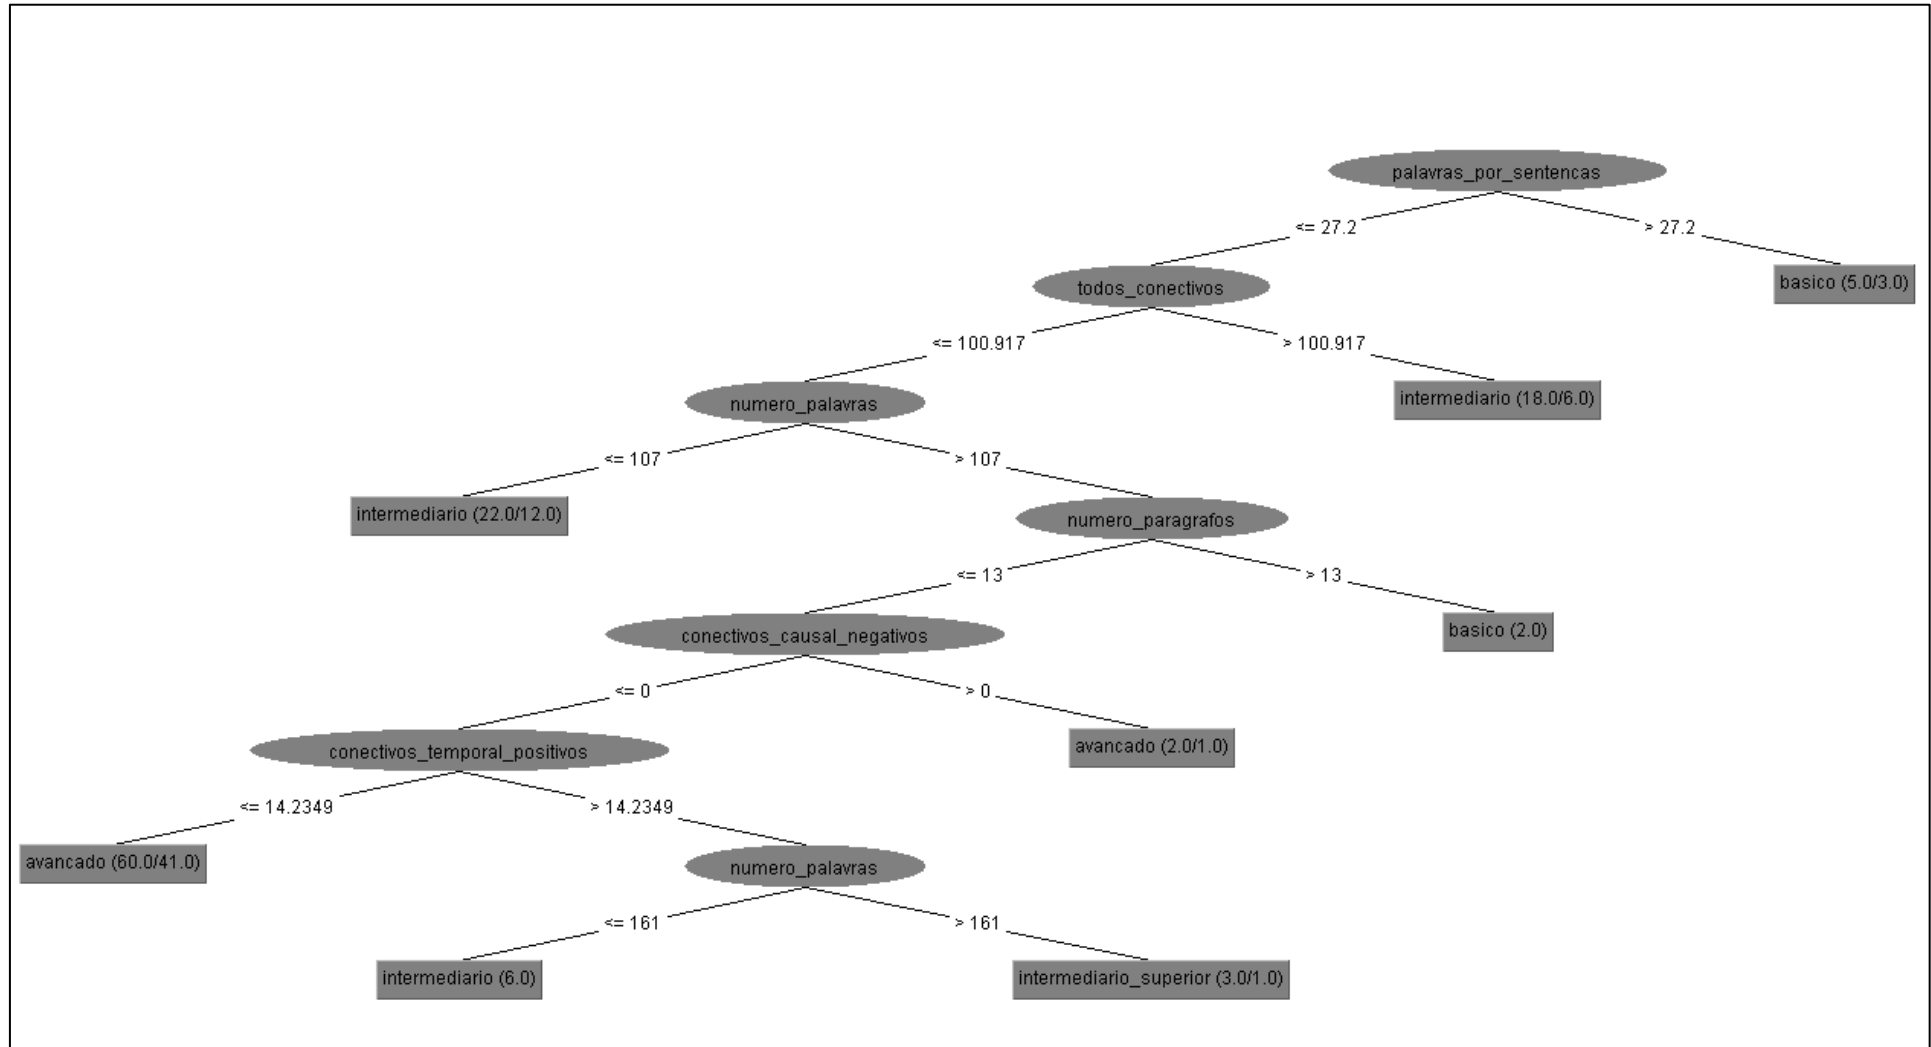 palavras_por_sentencas
<= 27.2
> 27.2
todos_conectivos
basico (5.0/3.0)
<= 100.917
> 100.917
numero_palavras
intermediario (18.0/6.0)
<= 107
> 107
intermediario (22.0/12.0)
numero_paragrafos
<= 13
> 13
conectivos_causal_negativos
basico (2.0)
<= 0
> 0
conectivos_temporal_positivos
avancado (2.0/1.0)
<= 14.2349
> 14.2349
avancado (60.0/41.0)
numero_palavras
<= 161
> 161
intermediario (6.0)
intermediario_superior (3.0/1.0)